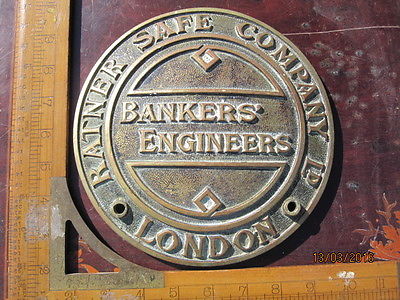 RATNER SAFE COMPANY LD
BANKERS'
ENGINEERS
LONDON
13/03/2016